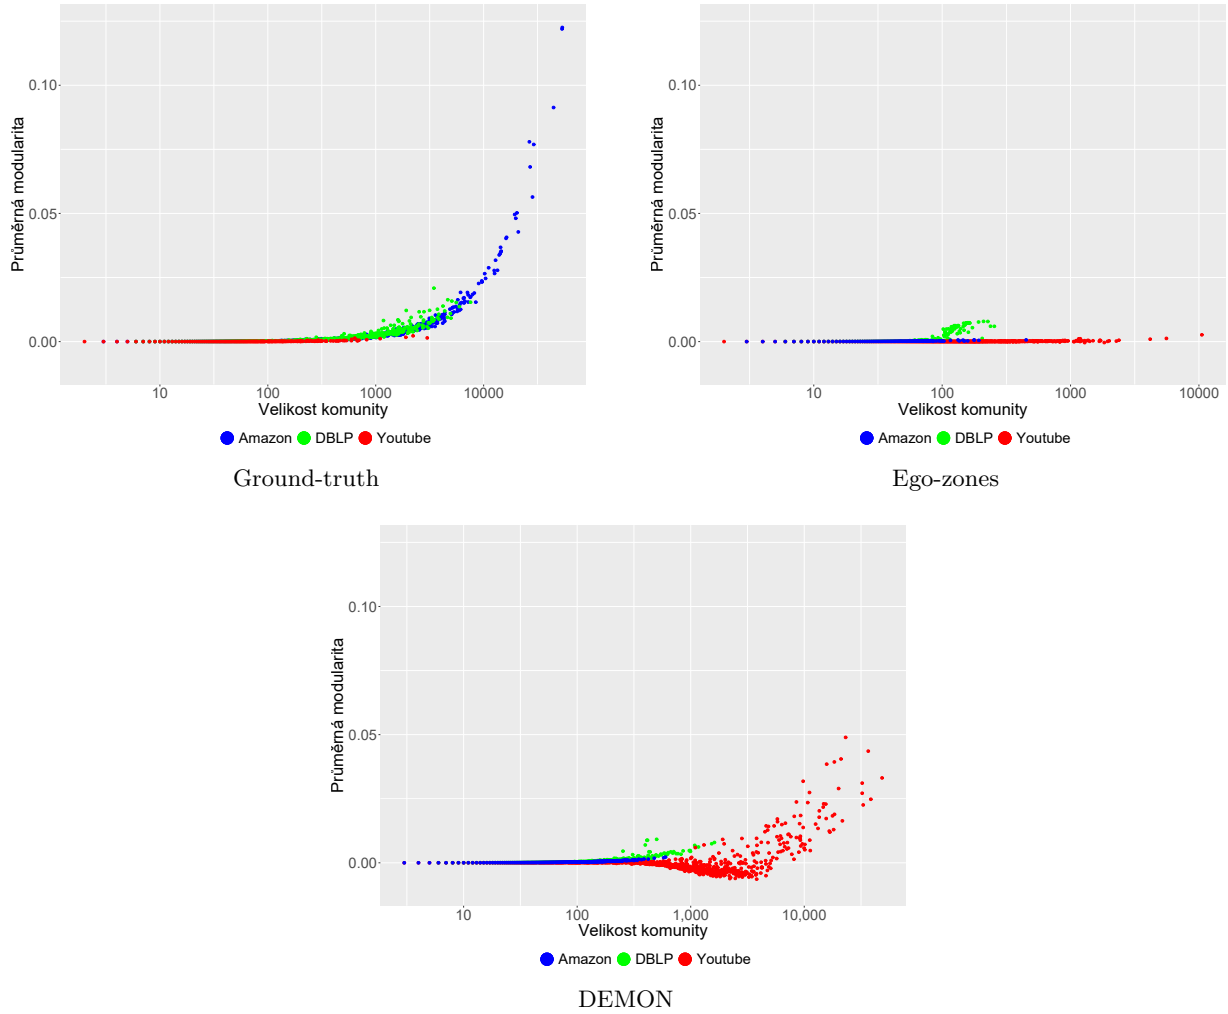 0.10
0.05
0.00
Průměrná modularita
10
100
1000
10000
Velikost komunity
Amazon DBLP Youtube
Ground-truth
0.10
0.05
0.00
Průměrná modularita
10
100
1000
10000
Velikost komunity
Amazon DBLP Youtube
Ego-zones
0.10
0.05
0.00
Průměrná modularita
10
100
1,000
10,000
Velikost komunity
Amazon DBLP Youtube
DEMON